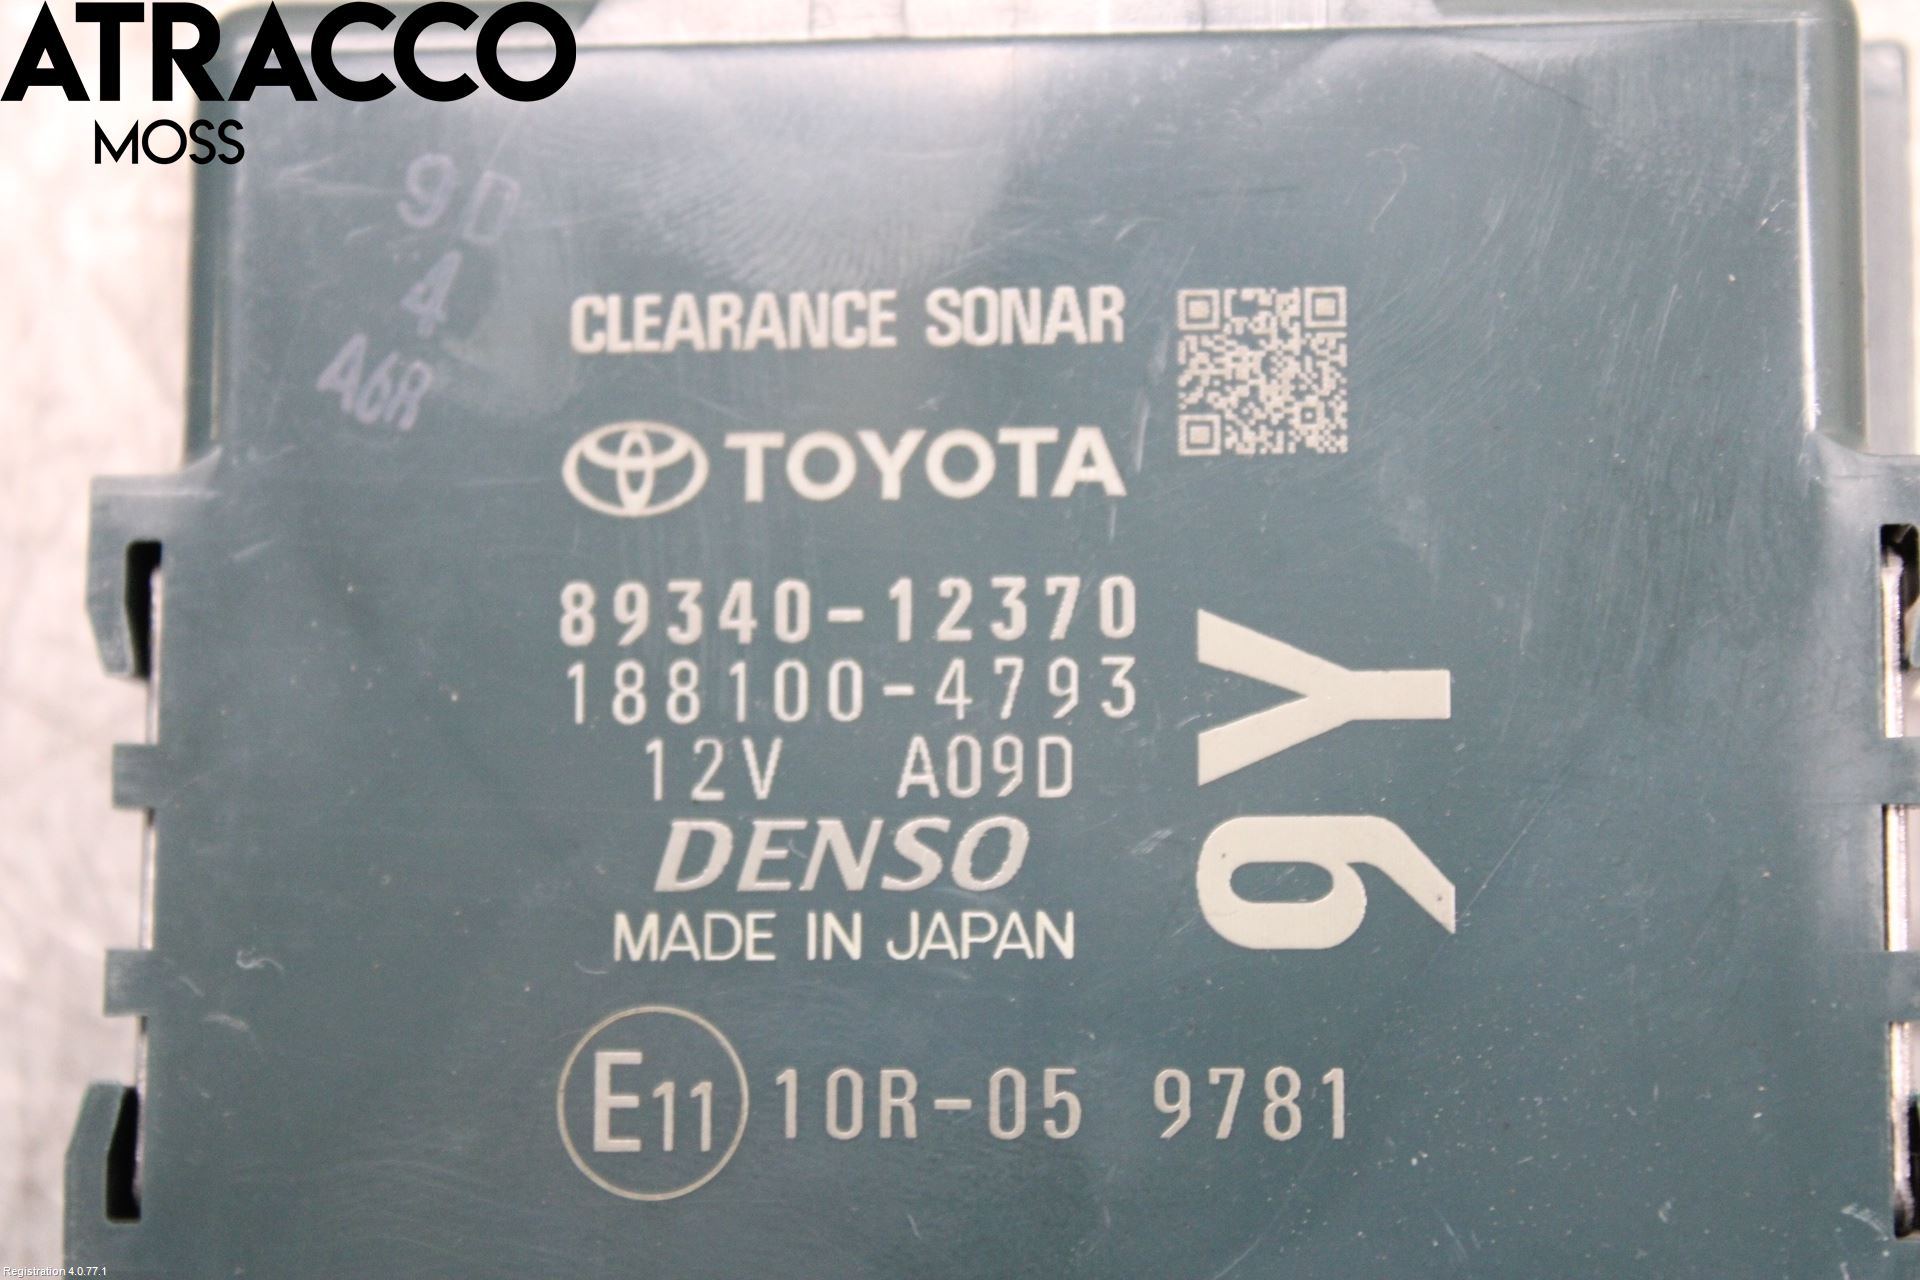 ATRACCO
MOSS
9D
4
A6R
CLEARANCE SONAR
TOYOTA
89340-12370
188100-4793
12V A09D
DENSO
MADE IN JAPAN
9Y
E11 10R-05 9781
Registration 4.0.77.1